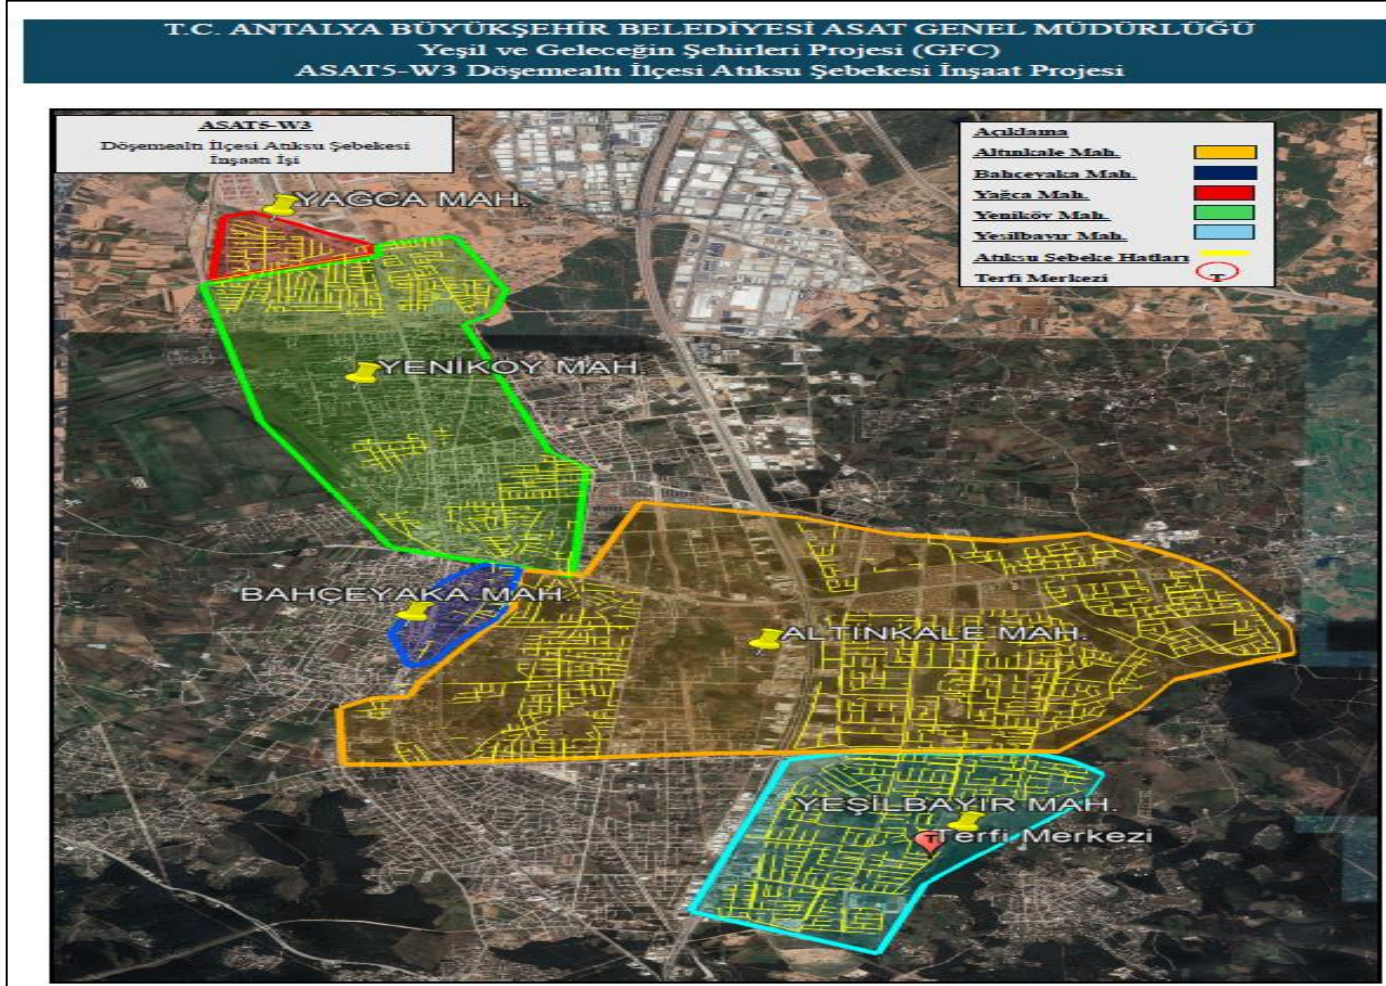 T.C. ANTALYA BÜYÜKŞEHİR BELEDİYESİ ASAT GENEL MÜDÜRLÜĞÜ
Yeşil ve Geleceğin Şehirleri Projesi (GFC)
ASAT5-W3 Döşemealtı İlçesi Atıksu Şebekesi İnşaat Projesi
ASAT5-W3
Döşemealtı İlçesi Atıksu Şebekesi
İnşaatı İşi
Açıklama
Altınkale Mah.
Bahçeyaka Mah.
Yağca Mah.
Yeniköy Mah.
Yeşilbayır Mah.
Atıksu Şebeke Hatları
Terfi Merkezi T
YAĞCA MAH.
YENİKÖY MAH.
BAHÇEYAKA MAH.
ALTINKALE MAH.
YEŞİLBAYIR MAH.
Terfi Merkezi
T